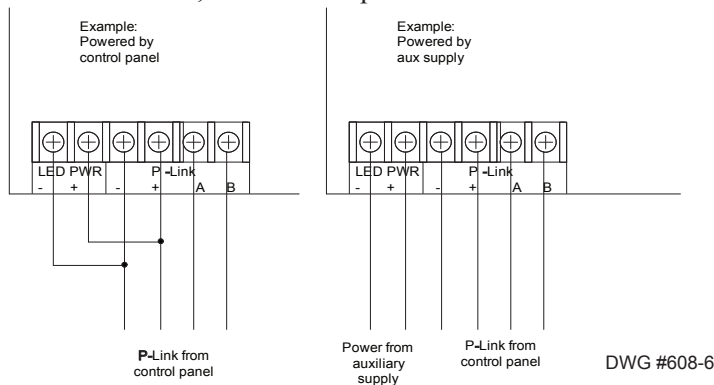 Example:
Powered by
control panel
LED PWR P -Link
- + - + A B
P-Link from
control panel
Example:
Powered by
aux supply
LED PWR P -Link
- + - + A B
Power from
auxiliary
supply
P-Link from
control panel
DWG #608-6